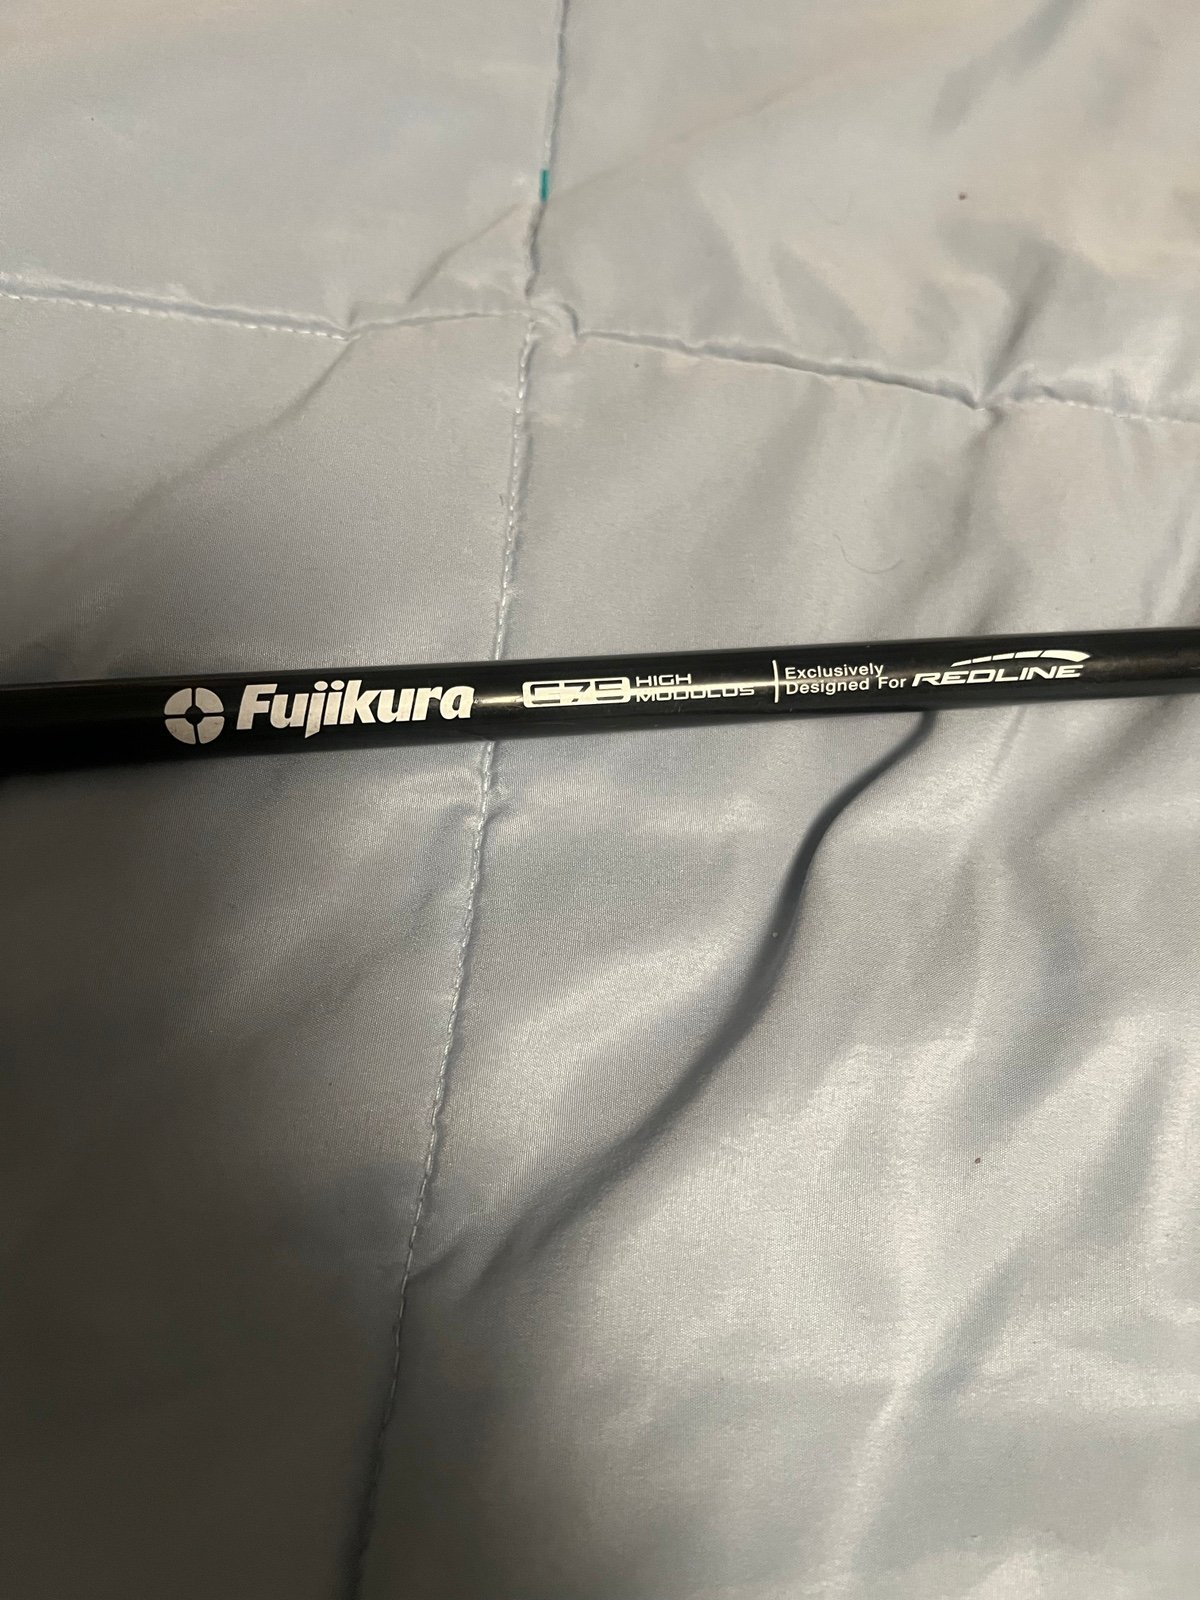 Fujikura
HIGH
MODULUS
Exclusively
Designed For REDLINE